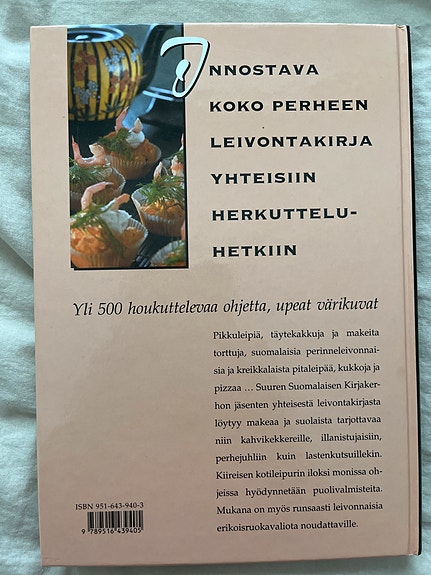 INNOSTAVA
KOKO PERHEEN
LEIVONTAKIRJA
YHTEISIIN
HERKUTTELU-
HETKIIN
Yli 500 houkuttelevaa ohjetta, upeat värikuvat
Pikkuleipiä, täytekakkuja ja makeita
torttuja, suomalaisia perinneleivonnai-
sia ja kreikkalaista pitaleipää, kukkoja ja
pizzaa ... Suuren Suomalaisen Kirjaker-
hon jäsenten yhteisestä leivontakirjasta
löytyy makeaa ja suolaista tarjottavaa
niin kahvikekkereille, illanistujaisiin,
perhejuhliin kuin lastenkutsuillekin.
Kiireisen kotileipurin iloksi monissa oh-
jeissa hyödynnetään puolivalmisteita.
Mukana on myös runsaasti leivonnaisia
erikoisruokavaliota noudattaville.
ISBN 951-643-940-3
9 789516 439405